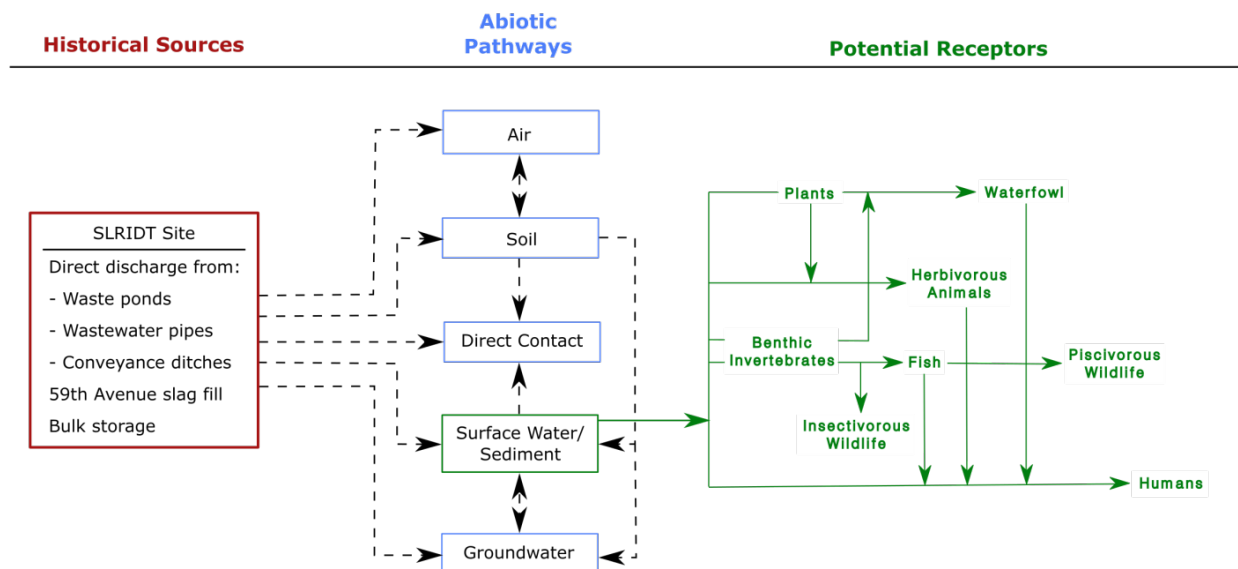 Historical Sources
Abiotic
Pathways
Potential Receptors
SLRIDT Site
Direct discharge from:
- Waste ponds
- Wastewater pipes
- Conveyance ditches
59th Avenue slag fill
Bulk storage
Air
Soil
Direct Contact
Surface Water/
Sediment
Groundwater
Plants
Waterfowl
Herbivorous
Animals
Benthic
Invertebrates
Fish
Piscivorous
Wildlife
Insectivorous
Wildlife
Humans